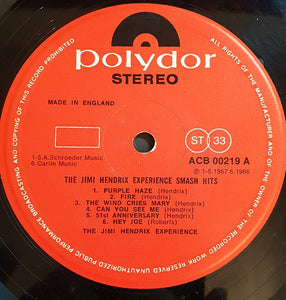 ALL RIGHTS OF THE MANUFACTURER AND OF THE OWNER OF THE RECORDED WORK RESERVED UNAUTHORISED PUBLIC PERFORMANCE BROADCASTING AND COPYING OF THIS RECORD PROHIBITED
polydor
STEREO
MADE IN ENGLAND
ST 33
1-5.A.Schroeder Music
6.Carlin Music
ACB 00219 A
℗ 1-5.1967 6.1966
THE JIMI HENDRIX EXPERIENCE SMASH HITS
1. PURPLE HAZE (Hendrix)
2. FIRE (Hendrix)
3. THE WIND CRIES MARY (Hendrix)
4. CAN YOU SEE ME (Hendrix)
5. 51st ANNIVERSARY (Hendrix)
6. HEY JOE (Roberts)
THE JIMI HENDRIX EXPERIENCE